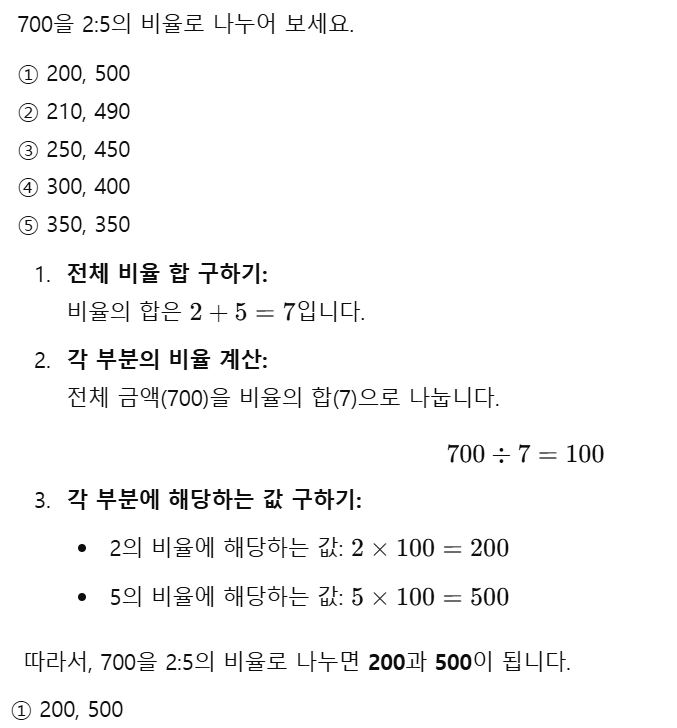 700을 2:5의 비율로 나누어 보세요.
① 200, 500
② 210, 490
③ 250, 450
④ 300, 400
⑤ 350, 350
1. 전체 비율 합 구하기:
비율의 합은 2 + 5 = 7입니다.
2. 각 부분의 비율 계산:
전체 금액(700)을 비율의 합(7)으로 나눕니다.
700 ÷ 7 = 100
3. 각 부분에 해당하는 값 구하기:
• 2의 비율에 해당하는 값: 2 × 100 = 200
• 5의 비율에 해당하는 값: 5 × 100 = 500
따라서, 700을 2:5의 비율로 나누면 200과 500이 됩니다.
① 200, 500